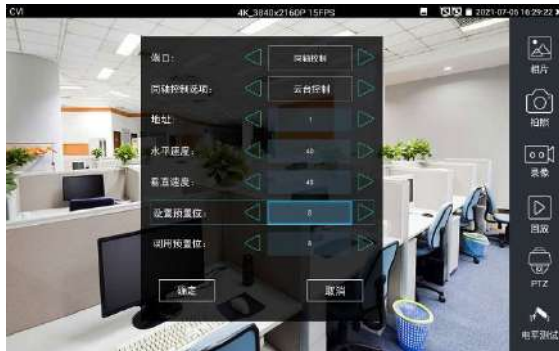 CVI
4K_3840x2160P 15FPS
2021-07-06 16:29:22
端口: 同轴控制
同轴控制选项: 云台控制
地址: 1
水平速度: 40
垂直速度: 40
设置预置位: 8
调用预置位: 8
确定 取消
相片
拍照
录像
回放
PTZ
电平测试